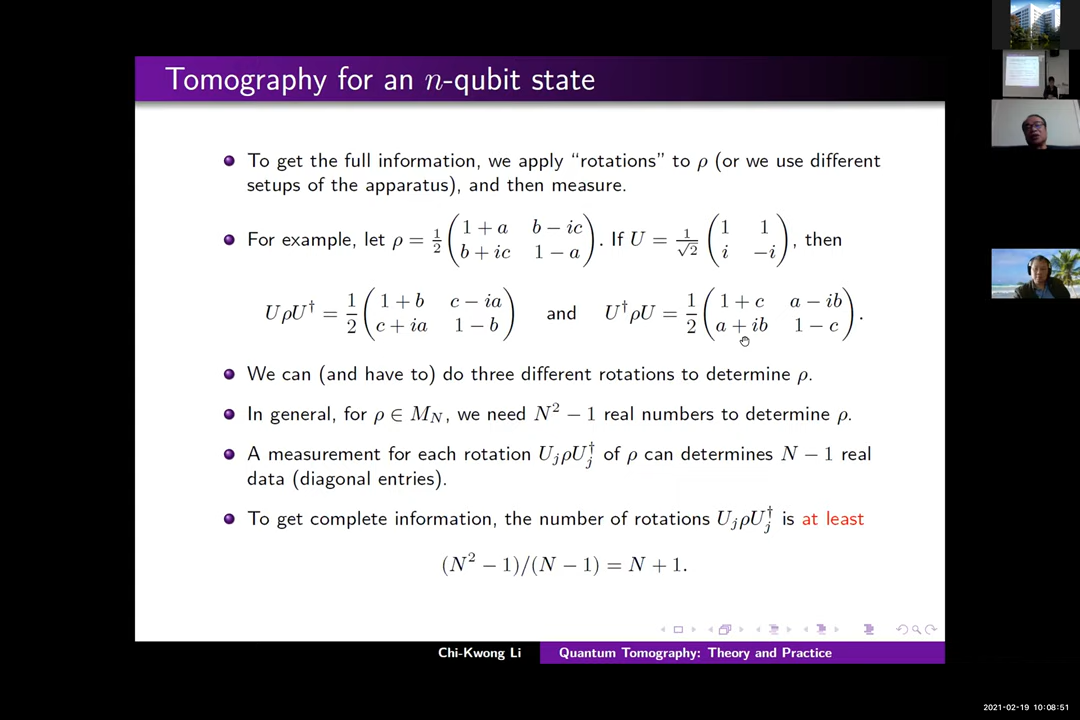 Tomography for an n-qubit state
To get the full information, we apply “rotations” to ρ (or we use different
setups of the apparatus), and then measure.
For example, let ρ = 1/2 (1 + a  b − ic; b + ic  1 − a). If U = 1/√2 (1  1; i  −i), then
UρU† = 1/2 (1 + b  c − ia; c + ia  1 − b) and U†ρU = 1/2 (1 + c  a − ib; a + ib  1 − c).
We can (and have to) do three different rotations to determine ρ.
In general, for ρ ∈ M_N, we need N² − 1 real numbers to determine ρ.
A measurement for each rotation U_jρU_j† of ρ can determines N − 1 real
data (diagonal entries).
To get complete information, the number of rotations U_jρU_j† is at least
(N² − 1)/(N − 1) = N + 1.
Chi-Kwong Li
Quantum Tomography: Theory and Practice
2021-02-19 10:08:51